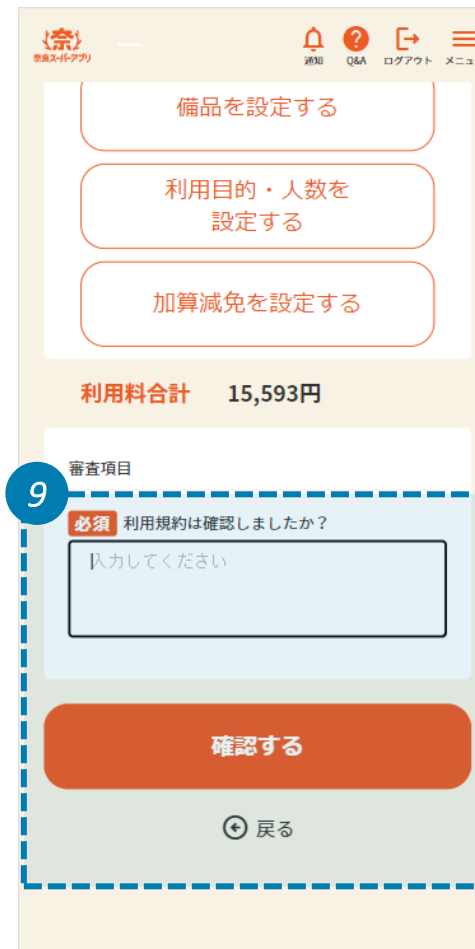 奈
奈良スーパーアプリ
通知 Q&A ログアウト メニュ
備品を設定する
利用目的・人数を
設定する
加算減免を設定する
利用料合計 15,593円
審査項目
9
必須 利用規約は確認しましたか？
入力してください
確認する
戻る